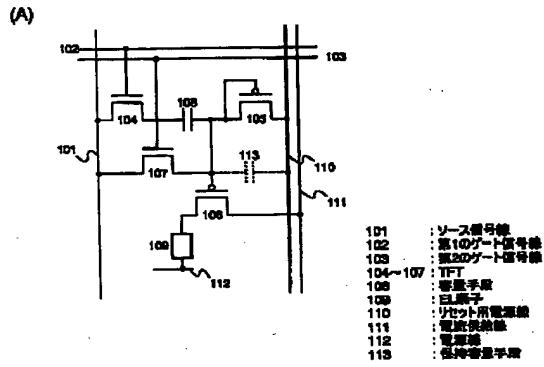 (A)
102
103
108
104
105
101
107
113
110
106
111
109
112
101 :ソース信号線
102 :第1のゲート信号線
103 :第2のゲート信号線
104~107 :TFT
108 :容量手段
109 :EL素子
110 :リセット用電源線
111 :電流供給線
112 :電源線
113 :保持容量手段